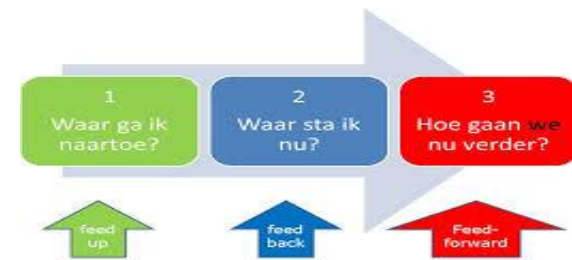 1
Waar ga ik
naartoe?
2
Waar sta ik
nu?
3
Hoe gaan we
nu verder?
feed
up
feed
back
Feed-
forward